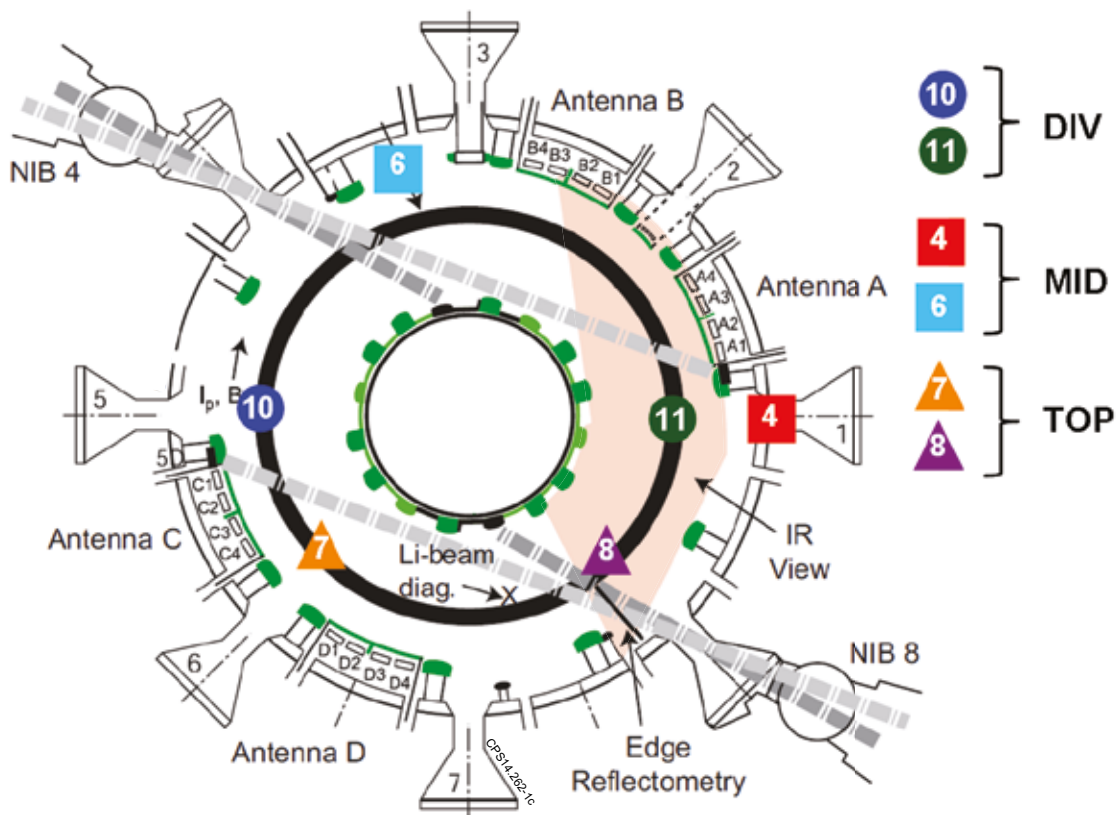 3
Antenna B
NIB 4
6
B4
B3
B2
B1
2
A4
A3
A2
A1
Antenna A
10
11
DIV
4
6
MID
7
8
TOP
5
Ip, B
10
11
4
1
5D
C1
C2
C3
C4
Antenna C
7
Li-beam
diag.
X
8
IR
View
6
D1
D2
D3
D4
Antenna D
7
CPS14.262-1c
Edge
Reflectometry
NIB 8